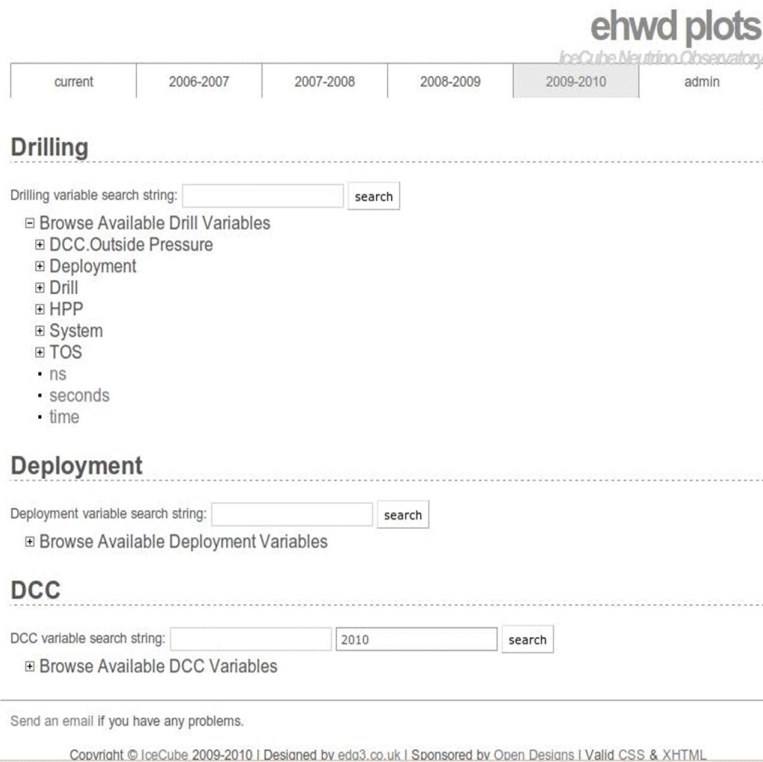 ehwd plots
IceCube Neutrino Observatory
current 2006-2007 2007-2008 2008-2009 2009-2010 admin
Drilling
Drilling variable search string: search
Browse Available Drill Variables
DCC.Outside Pressure
Deployment
Drill
HPP
System
TOS
ns
seconds
time
Deployment
Deployment variable search string: search
Browse Available Deployment Variables
DCC
DCC variable search string: 2010 search
Browse Available DCC Variables
Send an email if you have any problems.
Copyright © IceCube 2009-2010 | Designed by edg3.co.uk | Sponsored by Open Designs | Valid CSS & XHTML